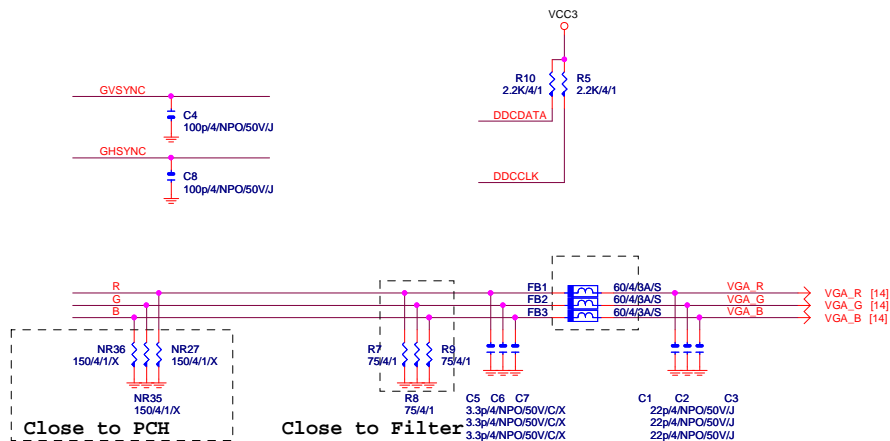 VCC3
R10
2.2K/4/1
R5
2.2K/4/1
GVSYNC
C4
100p/4/NPO/50V/J
DDCDATA
GHSYNC
C8
100p/4/NPO/50V/J
DDCCLK
R
G
B
FB1
FB2
FB3
60/4/3A/S
60/4/3A/S
60/4/3A/S
VGA_R
VGA_G
VGA_B
VGA_R [14]
VGA_G [14]
VGA_B [14]
NR36
150/4/1/X
NR27
150/4/1/X
R7
75/4/1
R9
75/4/1
NR35
150/4/1/X
R8
75/4/1
C5 C6 C7
3.3p/4/NPO/50V/C/X
3.3p/4/NPO/50V/C/X
3.3p/4/NPO/50V/C/X
C1 C2 C3
22p/4/NPO/50V/J
22p/4/NPO/50V/J
22p/4/NPO/50V/J
Close to PCH
Close to Filter